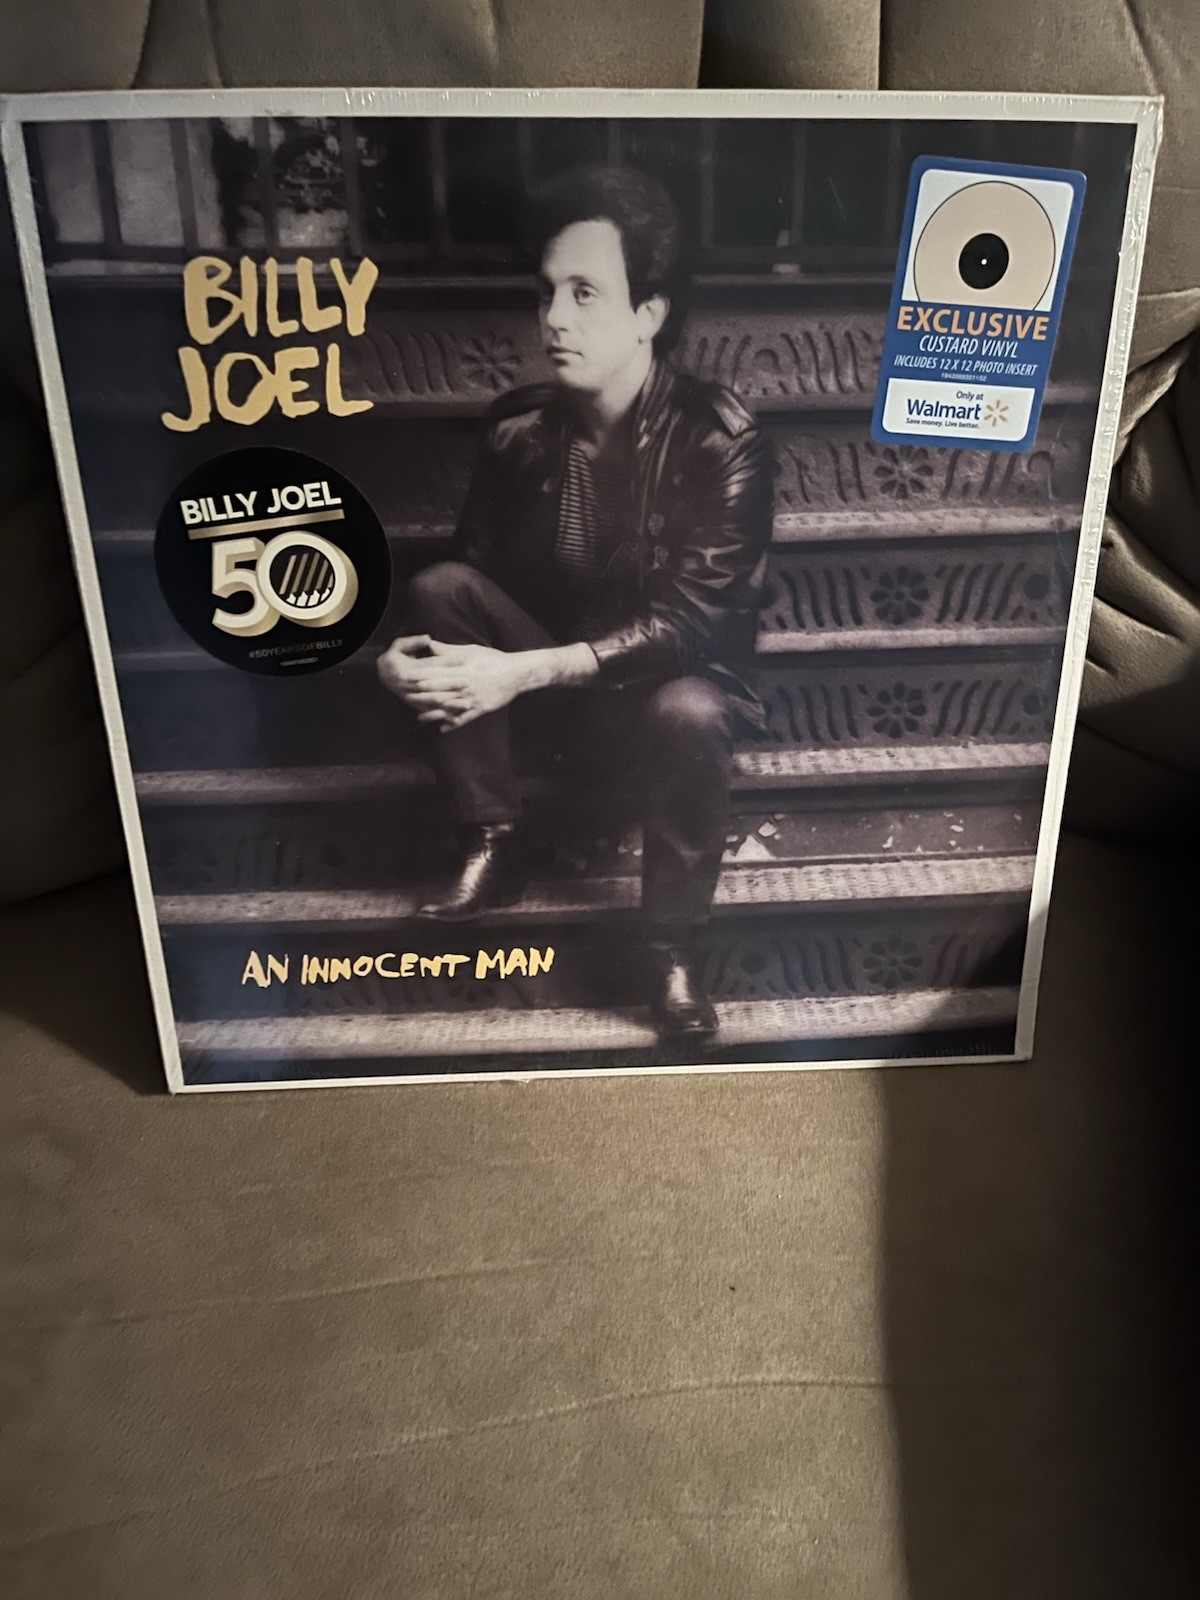 BILLY
JOEL
EXCLUSIVE
CUSTARD VINYL
INCLUDES 12 X 12 PHOTO INSERT
Only at
Walmart
Save money. Live better.
BILLY JOEL
50
#50YEARSOFBILLY
AN INNOCENT MAN